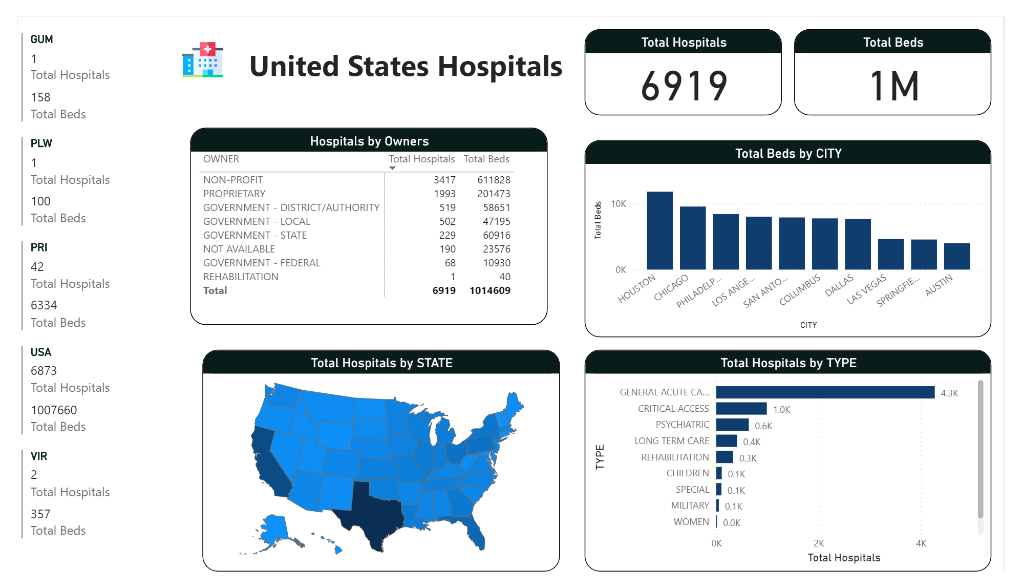 GUM
1
Total Hospitals
158
Total Beds
PLW
1
Total Hospitals
100
Total Beds
PRI
42
Total Hospitals
6334
Total Beds
USA
6873
Total Hospitals
1007660
Total Beds
VIR
2
Total Hospitals
357
Total Beds
United States Hospitals
Total Hospitals
6919
Total Beds
1M
Hospitals by Owners
OWNER Total Hospitals Total Beds
NON-PROFIT 3417 611828
PROPRIETARY 1993 201473
GOVERNMENT - DISTRICT/AUTHORITY 519 58651
GOVERNMENT - LOCAL 502 47195
GOVERNMENT - STATE 229 60916
NOT AVAILABLE 190 23576
GOVERNMENT - FEDERAL 68 10930
REHABILITATION 1 40
Total 6919 1014609
Total Beds by CITY
Total Beds
10K
0K
HOUSTON
CHICAGO
PHILADELP...
LOS ANGE...
SAN ANTO...
COLUMBUS
DALLAS
LAS VEGAS
SPRINGFIE...
AUSTIN
CITY
Total Hospitals by STATE
Total Hospitals by TYPE
TYPE
GENERAL ACUTE CA... 4.3K
CRITICAL ACCESS 1.0K
PSYCHIATRIC 0.6K
LONG TERM CARE 0.4K
REHABILITATION 0.3K
CHILDREN 0.1K
SPECIAL 0.1K
MILITARY 0.1K
WOMEN 0.0K
0K 2K 4K
Total Hospitals